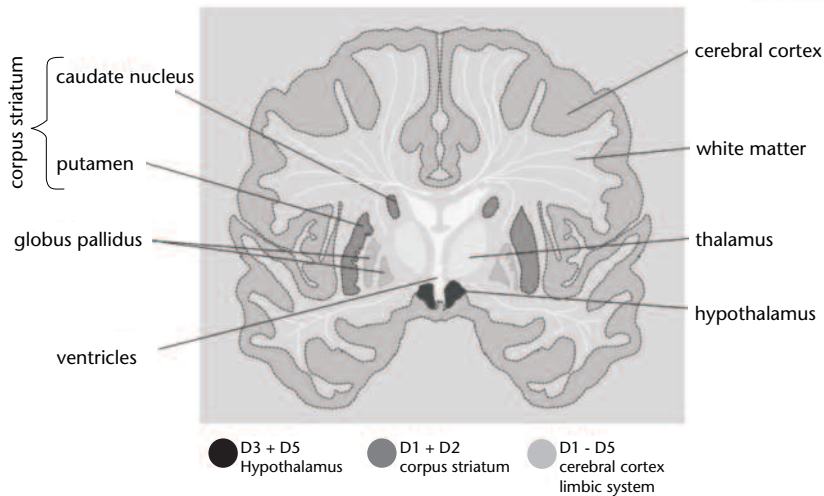 corpus striatum
caudate nucleus
putamen
globus pallidus
ventricles
cerebral cortex
white matter
thalamus
hypothalamus
D3 + D5
Hypothalamus
D1 + D2
corpus striatum
D1 - D5
cerebral cortex
limbic system